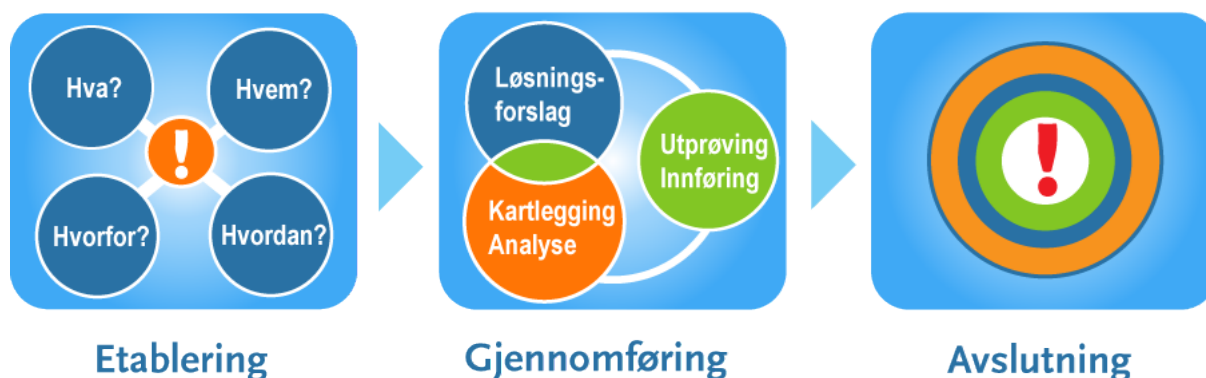 Hva?
Hvem?
!
Hvorfor?
Hvordan?
Etablering
Løsnings-
forslag
Utprøving
Innføring
Kartlegging
Analyse
Gjennomføring
!
Avslutning